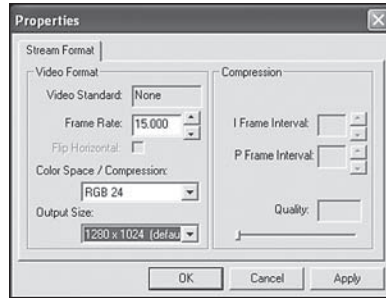 Properties
Stream Format
Video Format
Video Standard: None
Frame Rate: 15.000
Flip Horizontal:
Color Space / Compression:
RGB 24
Output Size:
1280 x 1024 (defau
Compression
I Frame Interval:
P Frame Interval:
Quality:
OK
Cancel
Apply